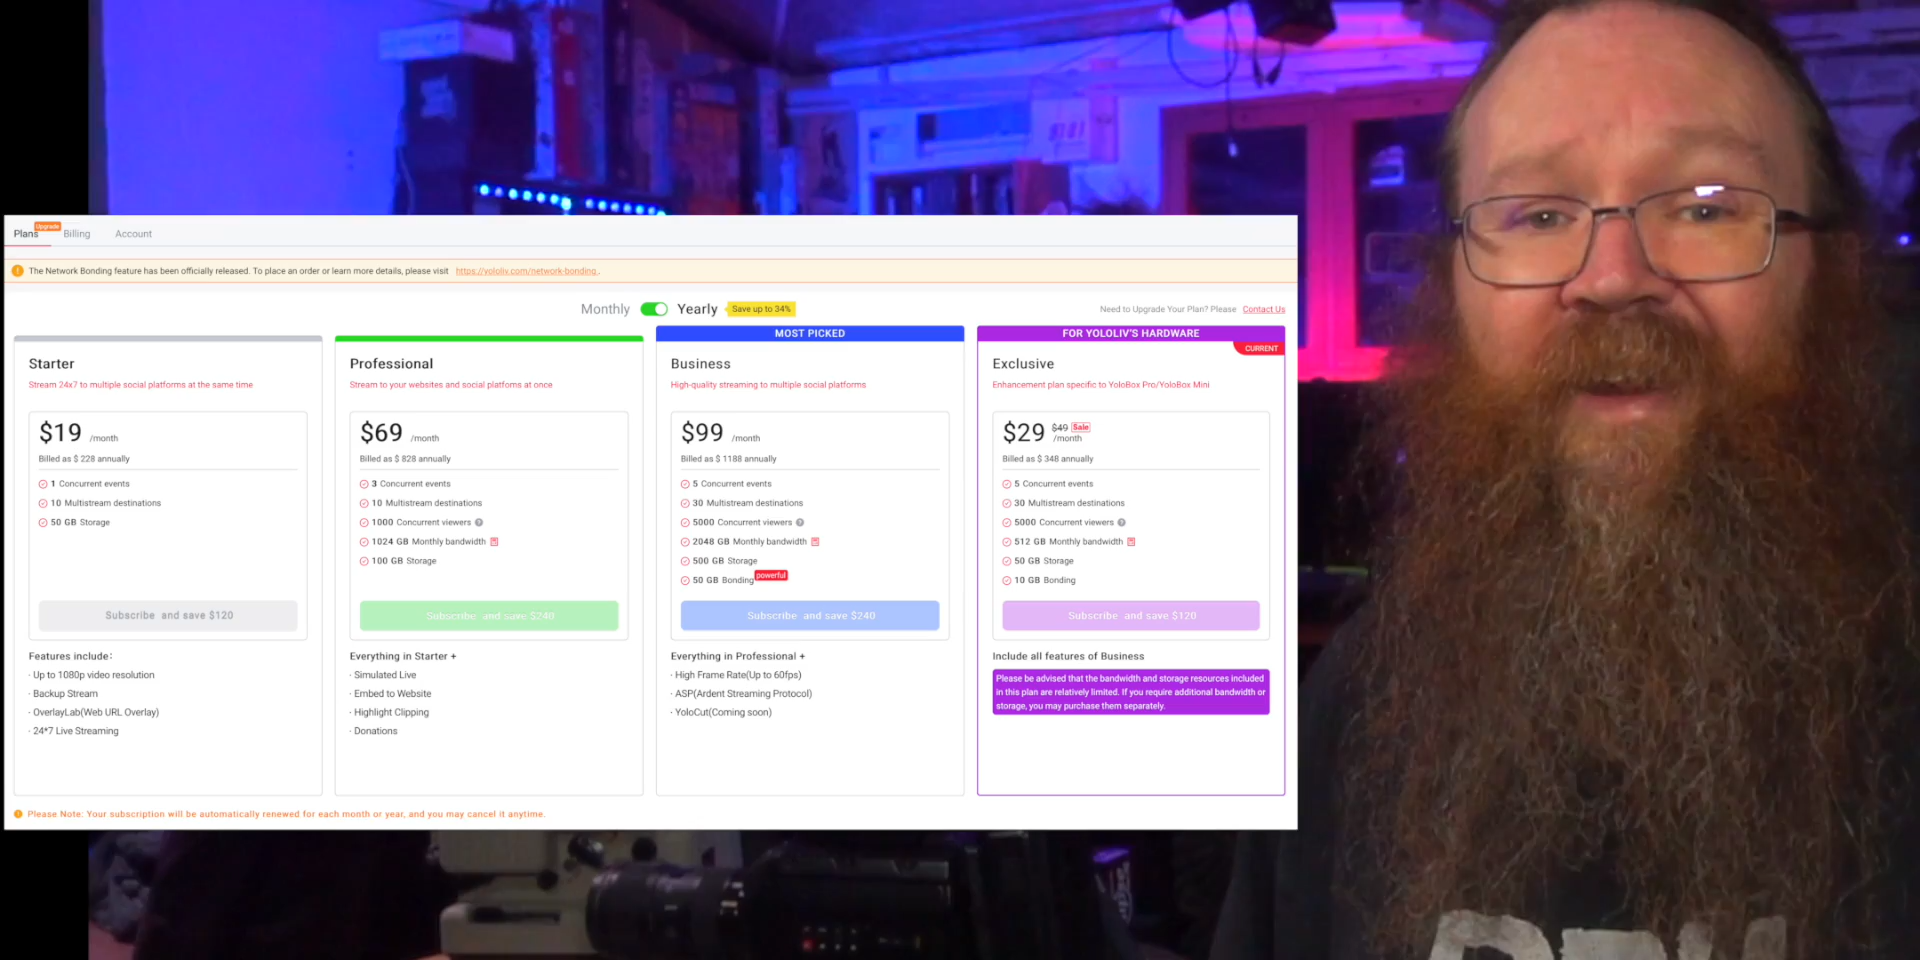 Plans
Upgrade
Billing
Account
The Network Bonding feature has been officially released. To place an order or learn more details, please visit https://yololiv.com/network-bonding .
Monthly
Yearly
Save up to 34%
Need to Upgrade Your Plan? Please Contact Us
Starter
Stream 24x7 to multiple social platforms at the same time
$19 /month
Billed as $ 228 annually
1 Concurrent events
10 Multistream destinations
50 GB Storage
Subscribe and save $120
Features include:
· Up to 1080p video resolution
· Backup Stream
· OverlayLab(Web URL Overlay)
· 24*7 Live Streaming
Professional
Stream to your websites and social platfoms at once
$69 /month
Billed as $ 828 annually
3 Concurrent events
10 Multistream destinations
1000 Concurrent viewers
1024 GB Monthly bandwidth
100 GB Storage
Subscribe and save $240
Everything in Starter +
· Simulated Live
· Embed to Website
· Highlight Clipping
· Donations
MOST PICKED
Business
High-quality streaming to multiple social platforms
$99 /month
Billed as $ 1188 annually
5 Concurrent events
30 Multistream destinations
5000 Concurrent viewers
2048 GB Monthly bandwidth
500 GB Storage
50 GB Bonding powerful
Subscribe and save $240
Everything in Professional +
· High Frame Rate(Up to 60fps)
· ASP(Ardent Streaming Protocol)
· YoloCut(Coming soon)
FOR YOLOLIV'S HARDWARE
CURRENT
Exclusive
Enhancement plan specific to YoloBox Pro/YoloBox Mini
$29 $49 Sale
/month
Billed as $ 348 annually
5 Concurrent events
30 Multistream destinations
5000 Concurrent viewers
512 GB Monthly bandwidth
50 GB Storage
10 GB Bonding
Subscribe and save $120
Include all features of Business
Please be advised that the bandwidth and storage resources included
in this plan are relatively limited. If you require additional bandwidth or
storage, you may purchase them separately.
Please Note: Your subscription will be automatically renewed for each month or year, and you may cancel it anytime.